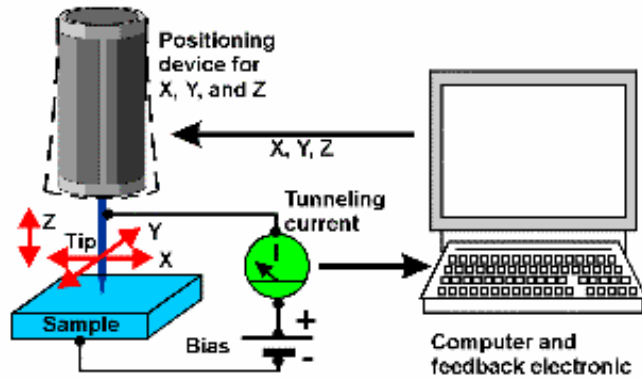 Positioning
device for
X, Y, and Z
X, Y, Z
Tunneling
current
Z
Tip
Y
X
I
Sample
Bias
+
-
Computer and
feedback electronic